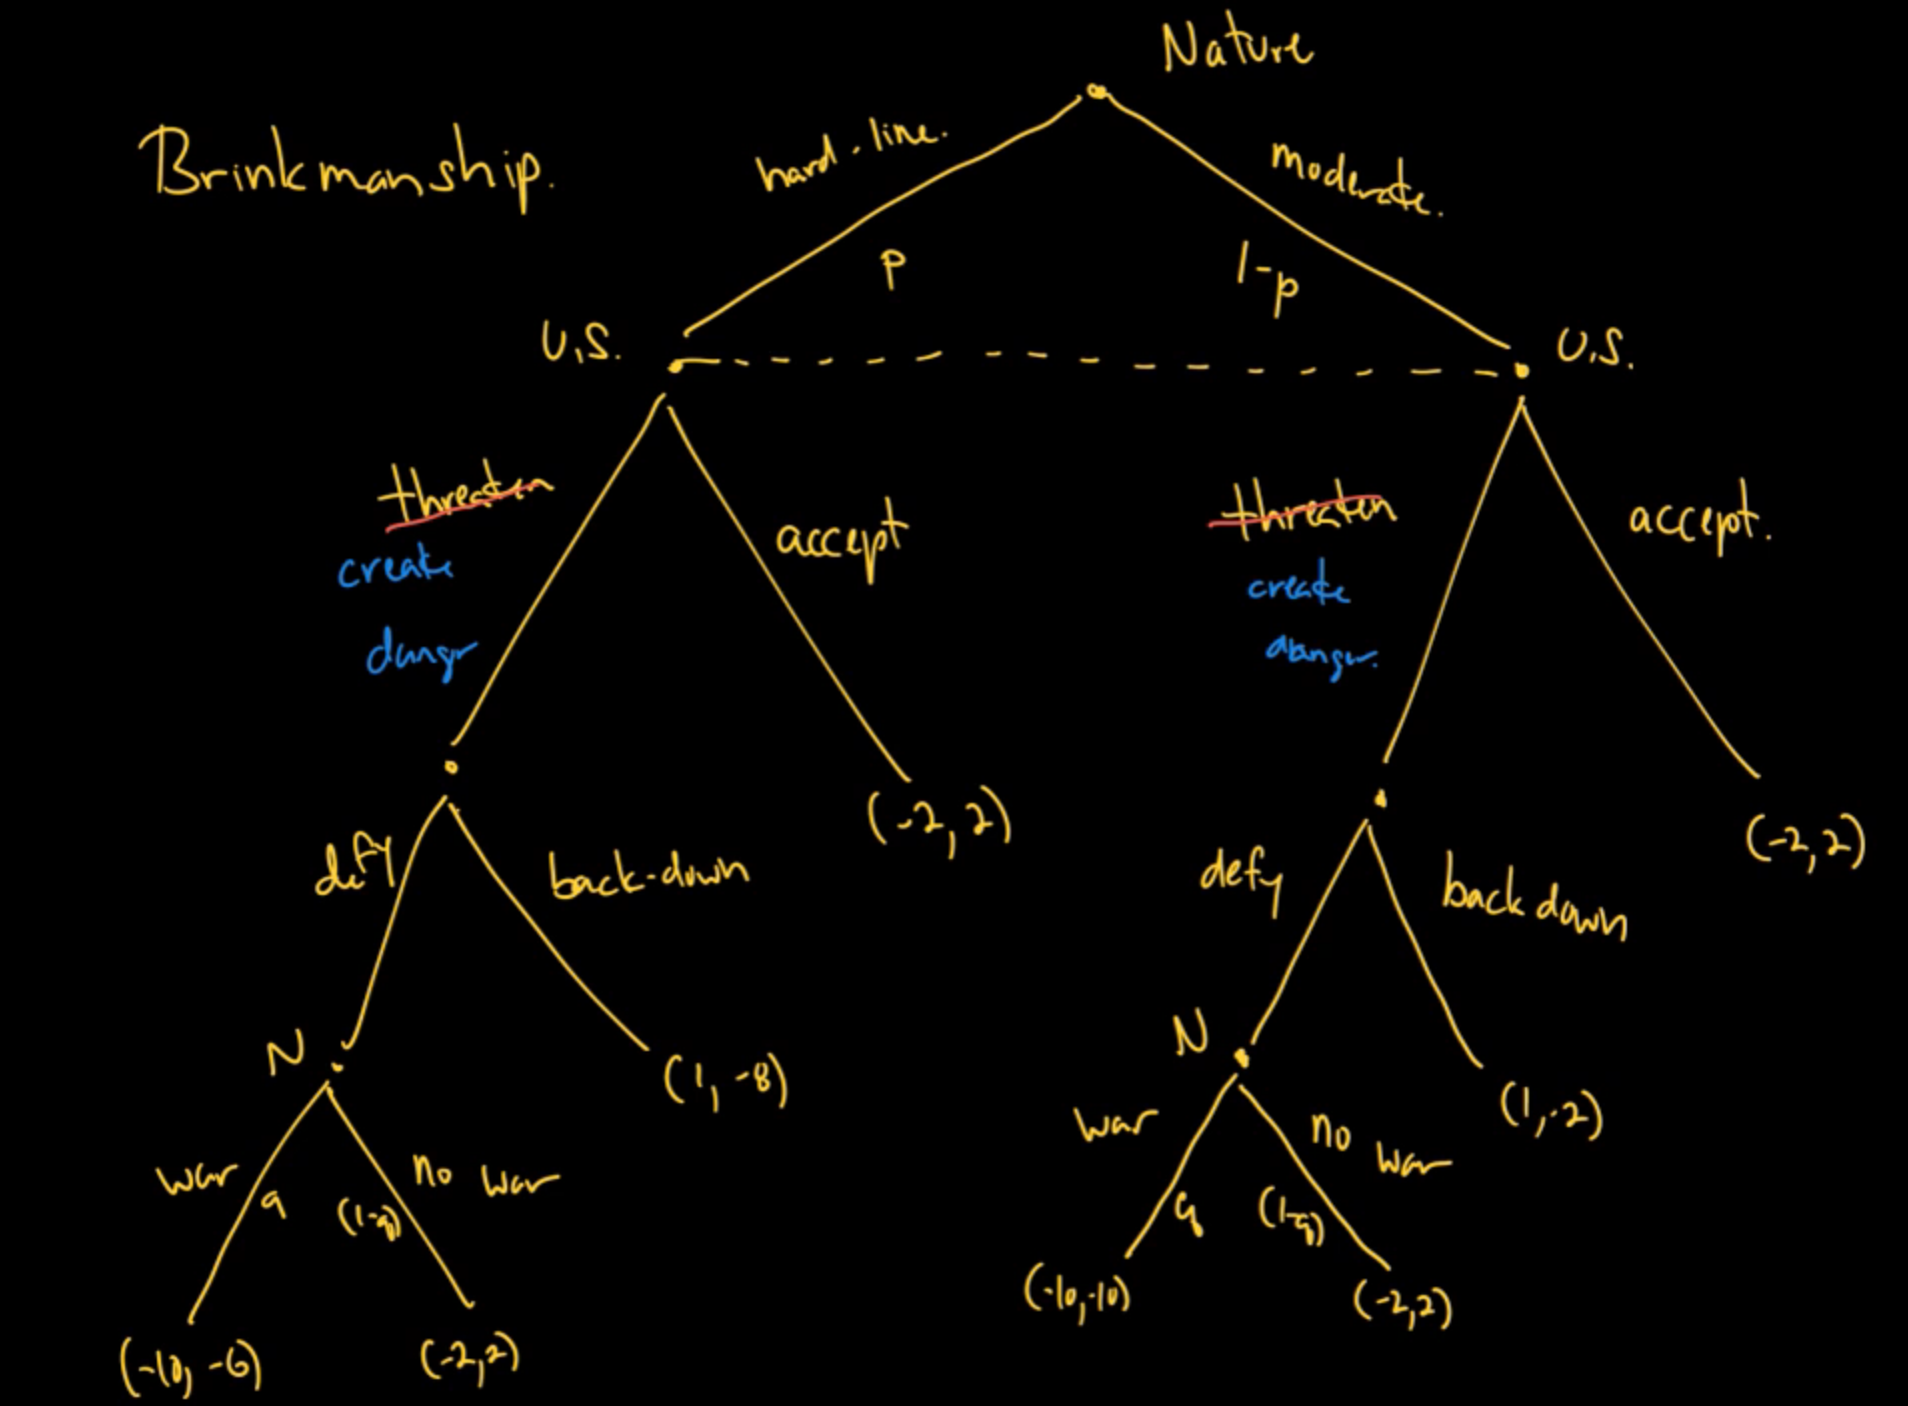 Nature
Brinkmanship.
hard-line.
moderate.
p
1-p
U.S.
U.S.
threaten
accept
threaten
accept.
create
danger
create
danger.
(-2, 2)
(-2, 2)
defy
back-down
defy
back down
N
(1, -8)
N
(1, -2)
war
no war
war
no war
q
(1-q)
q
(1-q)
(-10, -6)
(-2, 2)
(-10, -10)
(-2, 2)